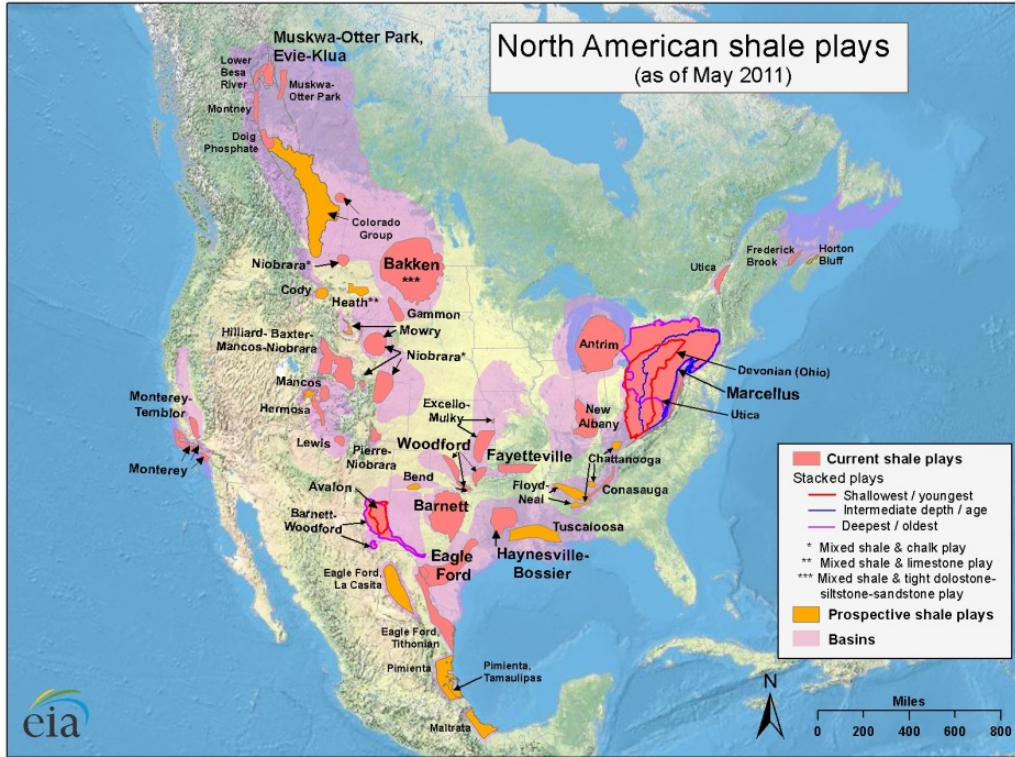 North American shale plays
(as of May 2011)
Muskwa-Otter Park,
Evie-Klua
Lower
Besa
River
Muskwa-
Otter Park
Montney
Doig
Phosphate
Colorado
Group
Niobrara*
Bakken
***
Cody
Heath**
Gammon
Mowry
Hilliard- Baxter-
Mancos-Niobrara
Niobrara*
Mancos
Hermosa
Monterey-
Temblor
Monterey
Lewis
Pierre-
Niobrara
Excello-
Mulky
Woodford
Fayetteville
Bend
Avalon
Barnett
Barnett-
Woodford
Eagle
Ford
Haynesville-
Bossier
Eagle Ford,
La Casita
Eagle Ford,
Tithonian
Pimienta
Pimienta,
Tamaulipas
Maltrata
Antrim
New
Albany
Chattanooga
Floyd-
Neal
Conasauga
Tuscaloosa
Devonian (Ohio)
Marcellus
Utica
Utica
Frederick
Brook
Horton
Bluff
Current shale plays
Stacked plays
Shallowest / youngest
Intermediate depth / age
Deepest / oldest
* Mixed shale & chalk play
** Mixed shale & limestone play
*** Mixed shale & tight dolostone-
siltstone-sandstone play
Prospective shale plays
Basins
N
Miles
0 200 400 600 800
eia